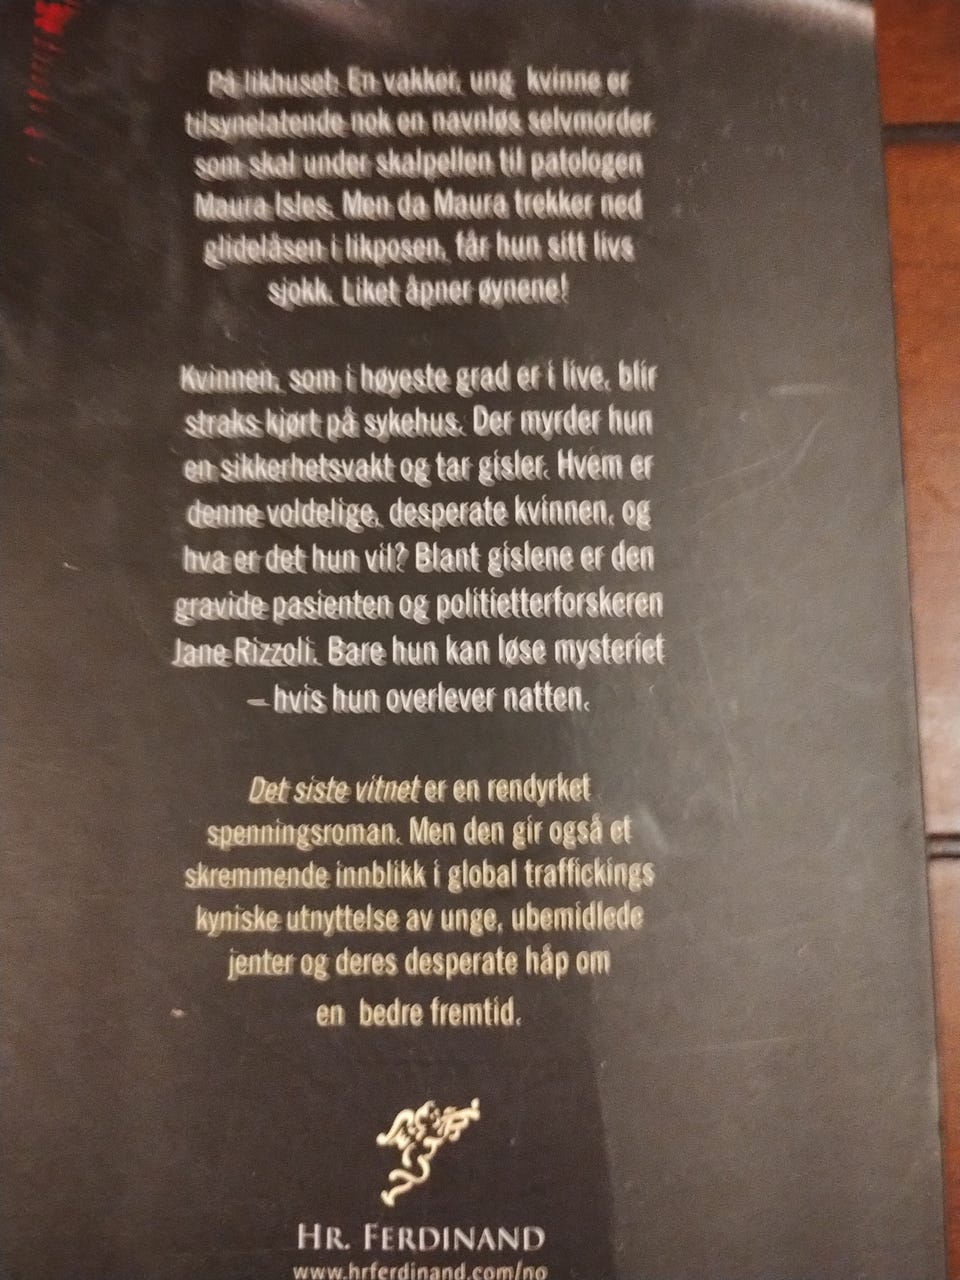 På likhuset: En vakker, ung kvinne er
tilsynelatende nok en navnløs selvmorder
som skal under skalpellen til patologen
Maura Isles. Men da Maura trekker ned
glidelåsen i likposen, får hun sitt livs
sjokk. Liket åpner øynene!
Kvinnen, som i høyeste grad er i live, blir
straks kjørt på sykehus. Der myrder hun
en sikkerhetsvakt og tar gisler. Hvem er
denne voldelige, desperate kvinnen, og
hva er det hun vil? Blant gislene er den
gravide pasienten og politietterforskeren
Jane Rizzoli. Bare hun kan løse mysteriet
– hvis hun overlever natten.
Det siste vitnet er en rendyrket
spenningsroman. Men den gir også et
skremmende innblikk i global traffickings
kyniske utnyttelse av unge, ubemidlede
jenter og deres desperate håp om
en bedre fremtid.
HR. FERDINAND
www.hrferdinand.com/no